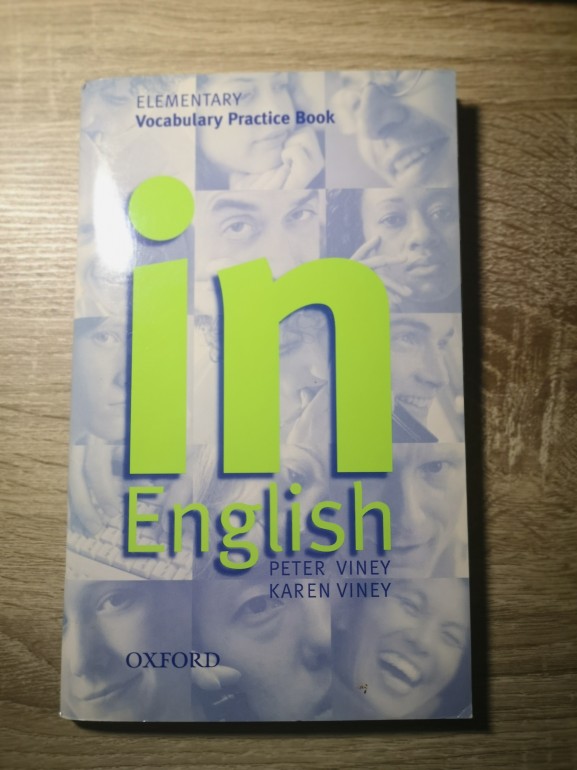 ELEMENTARY
Vocabulary Practice Book
in
English
PETER VINEY
KAREN VINEY
OXFORD